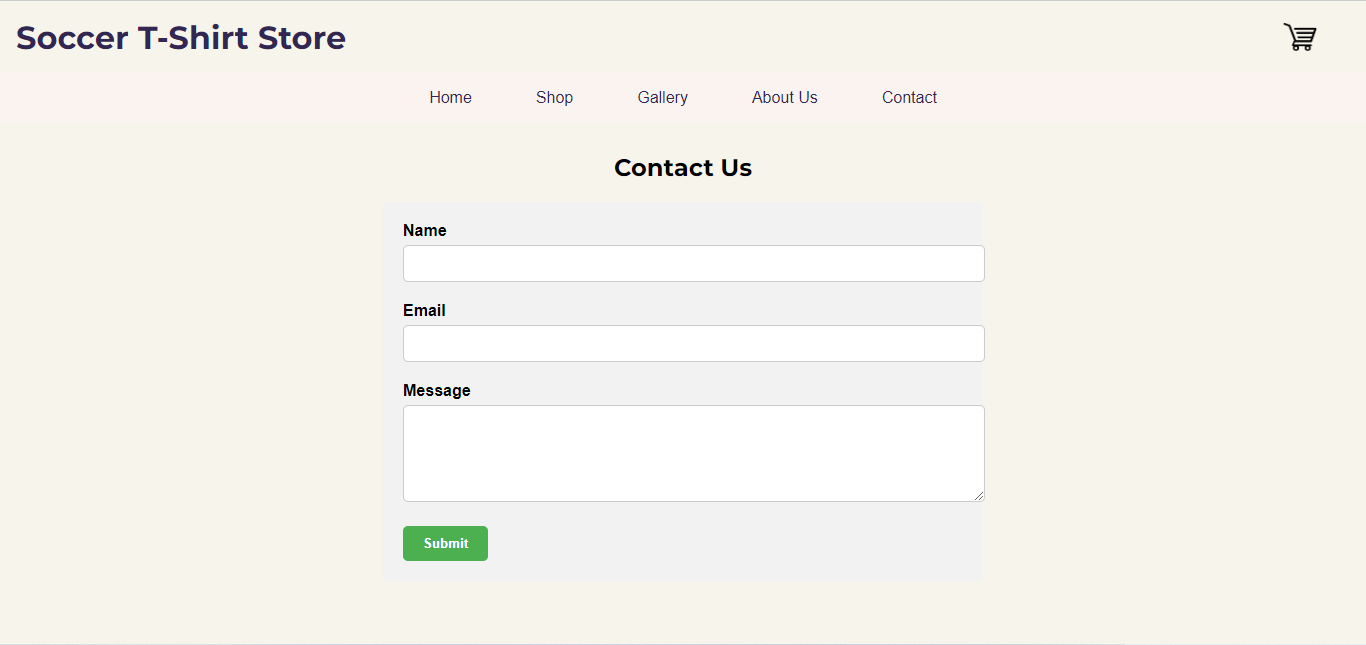 Soccer T-Shirt Store
Home Shop Gallery About Us Contact
Contact Us
Name
Email
Message
Submit